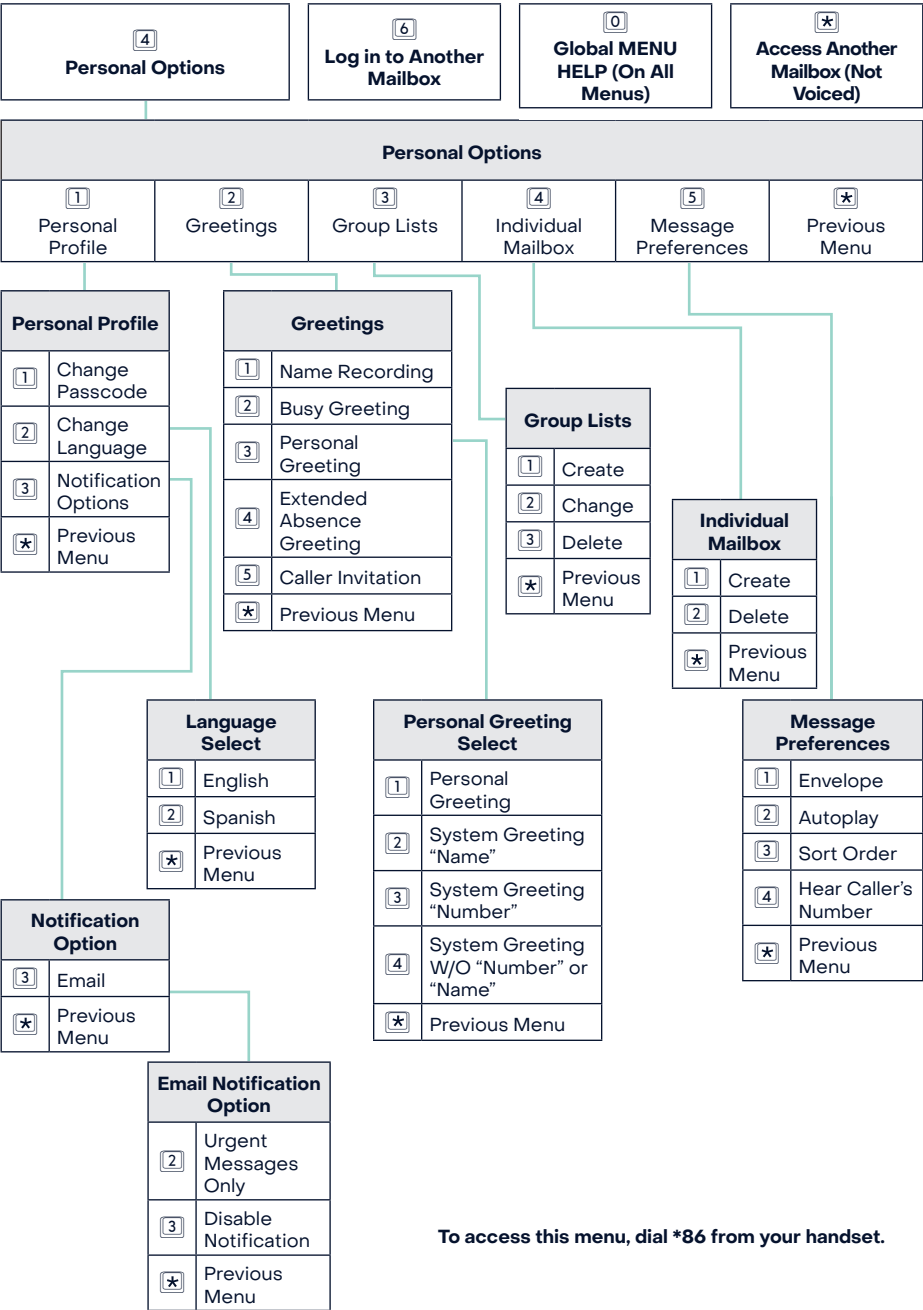 4
Personal Options
6
Log in to Another
Mailbox
0
Global MENU
HELP (On All
Menus)
*
Access Another
Mailbox (Not
Voiced)
Personal Options
1
Personal
Profile
2
Greetings
3
Group Lists
4
Individual
Mailbox
5
Message
Preferences
*
Previous
Menu
Personal Profile
1
Change
Passcode
2
Change
Language
3
Notification
Options
*
Previous
Menu
Greetings
1
Name Recording
2
Busy Greeting
3
Personal
Greeting
4
Extended
Absence
Greeting
5
Caller Invitation
*
Previous Menu
Group Lists
1
Create
2
Change
3
Delete
*
Previous
Menu
Individual
Mailbox
1
Create
2
Delete
*
Previous
Menu
Language
Select
1
English
2
Spanish
*
Previous
Menu
Personal Greeting
Select
1
Personal
Greeting
2
System Greeting
“Name”
3
System Greeting
“Number”
4
System Greeting
W/O “Number” or
“Name”
*
Previous Menu
Message
Preferences
1
Envelope
2
Autoplay
3
Sort Order
4
Hear Caller’s
Number
*
Previous
Menu
Notification
Option
3
Email
*
Previous
Menu
Email Notification
Option
2
Urgent
Messages
Only
3
Disable
Notification
*
Previous
Menu
To access this menu, dial *86 from your handset.